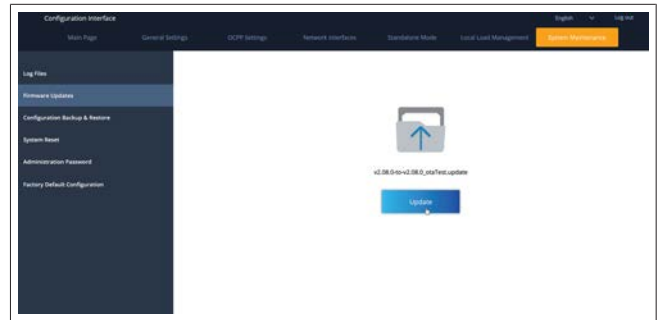 Configuration Interface
English Log out
Main Page General Settings OCPP Settings Network Interfaces Standalone Mode Local Load Management System Maintenance
Log Files
Firmware Updates
Configuration Backup & Restore
System Reset
Administration Password
Factory Default Configuration
v2.08.0-to-v2.08.0_otaTest.update
Update